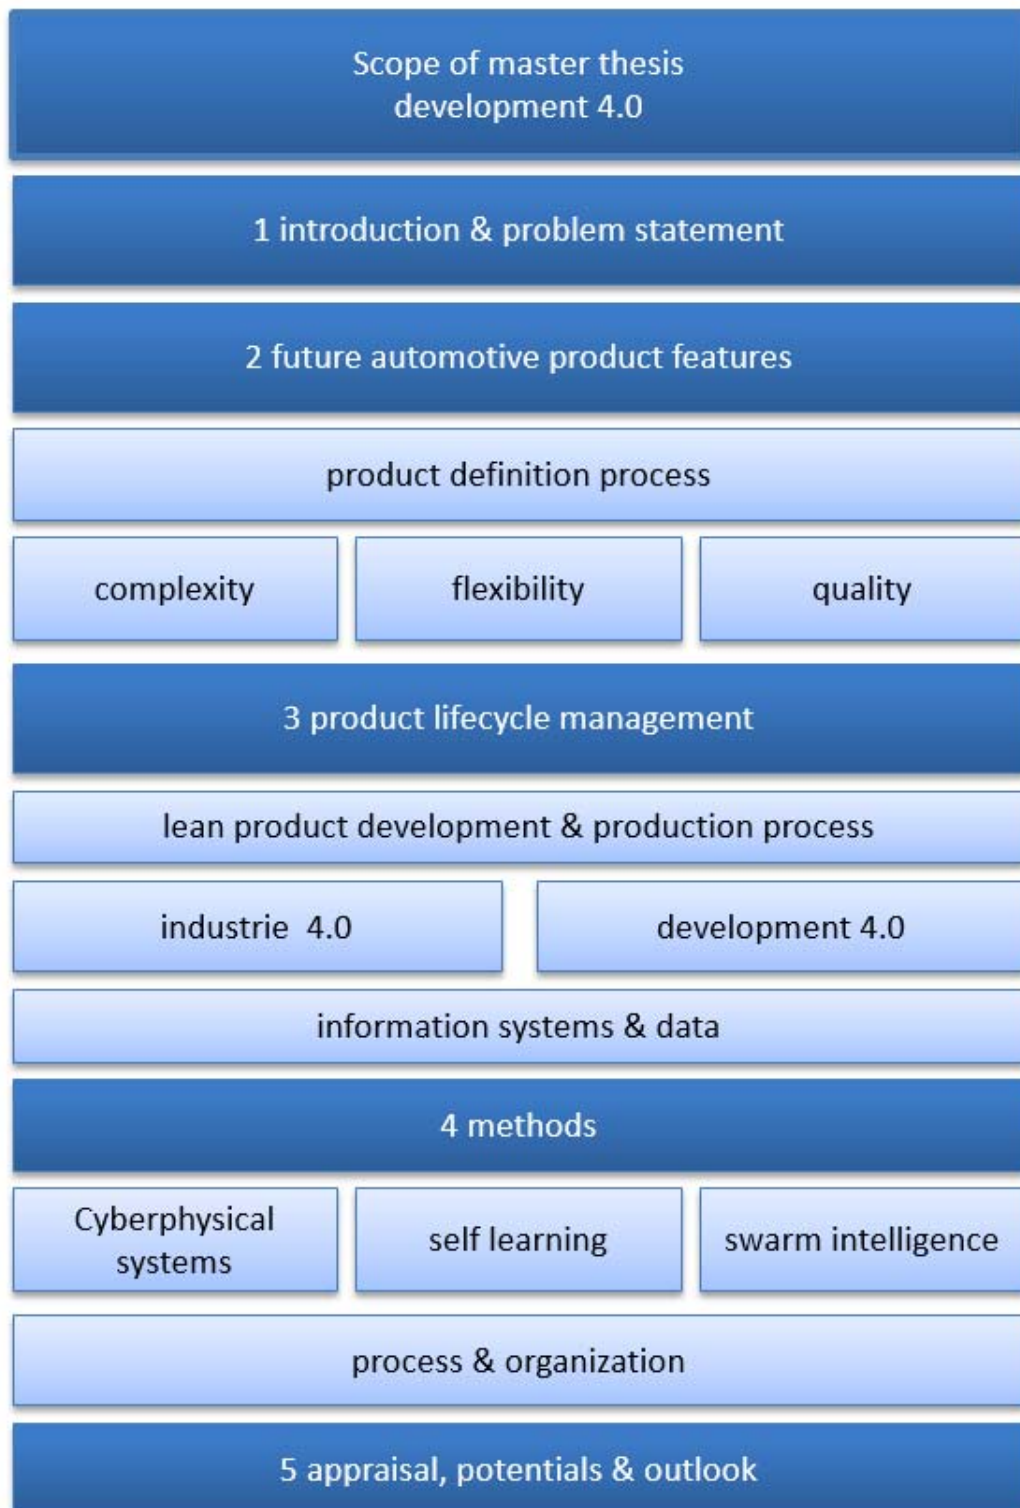 Scope of master thesis
development 4.0
1 introduction & problem statement
2 future automotive product features
product definition process
complexity
flexibility
quality
3 product lifecycle management
lean product development & production process
industrie 4.0
development 4.0
information systems & data
4 methods
Cyberphysical
systems
self learning
swarm intelligence
process & organization
5 appraisal, potentials & outlook